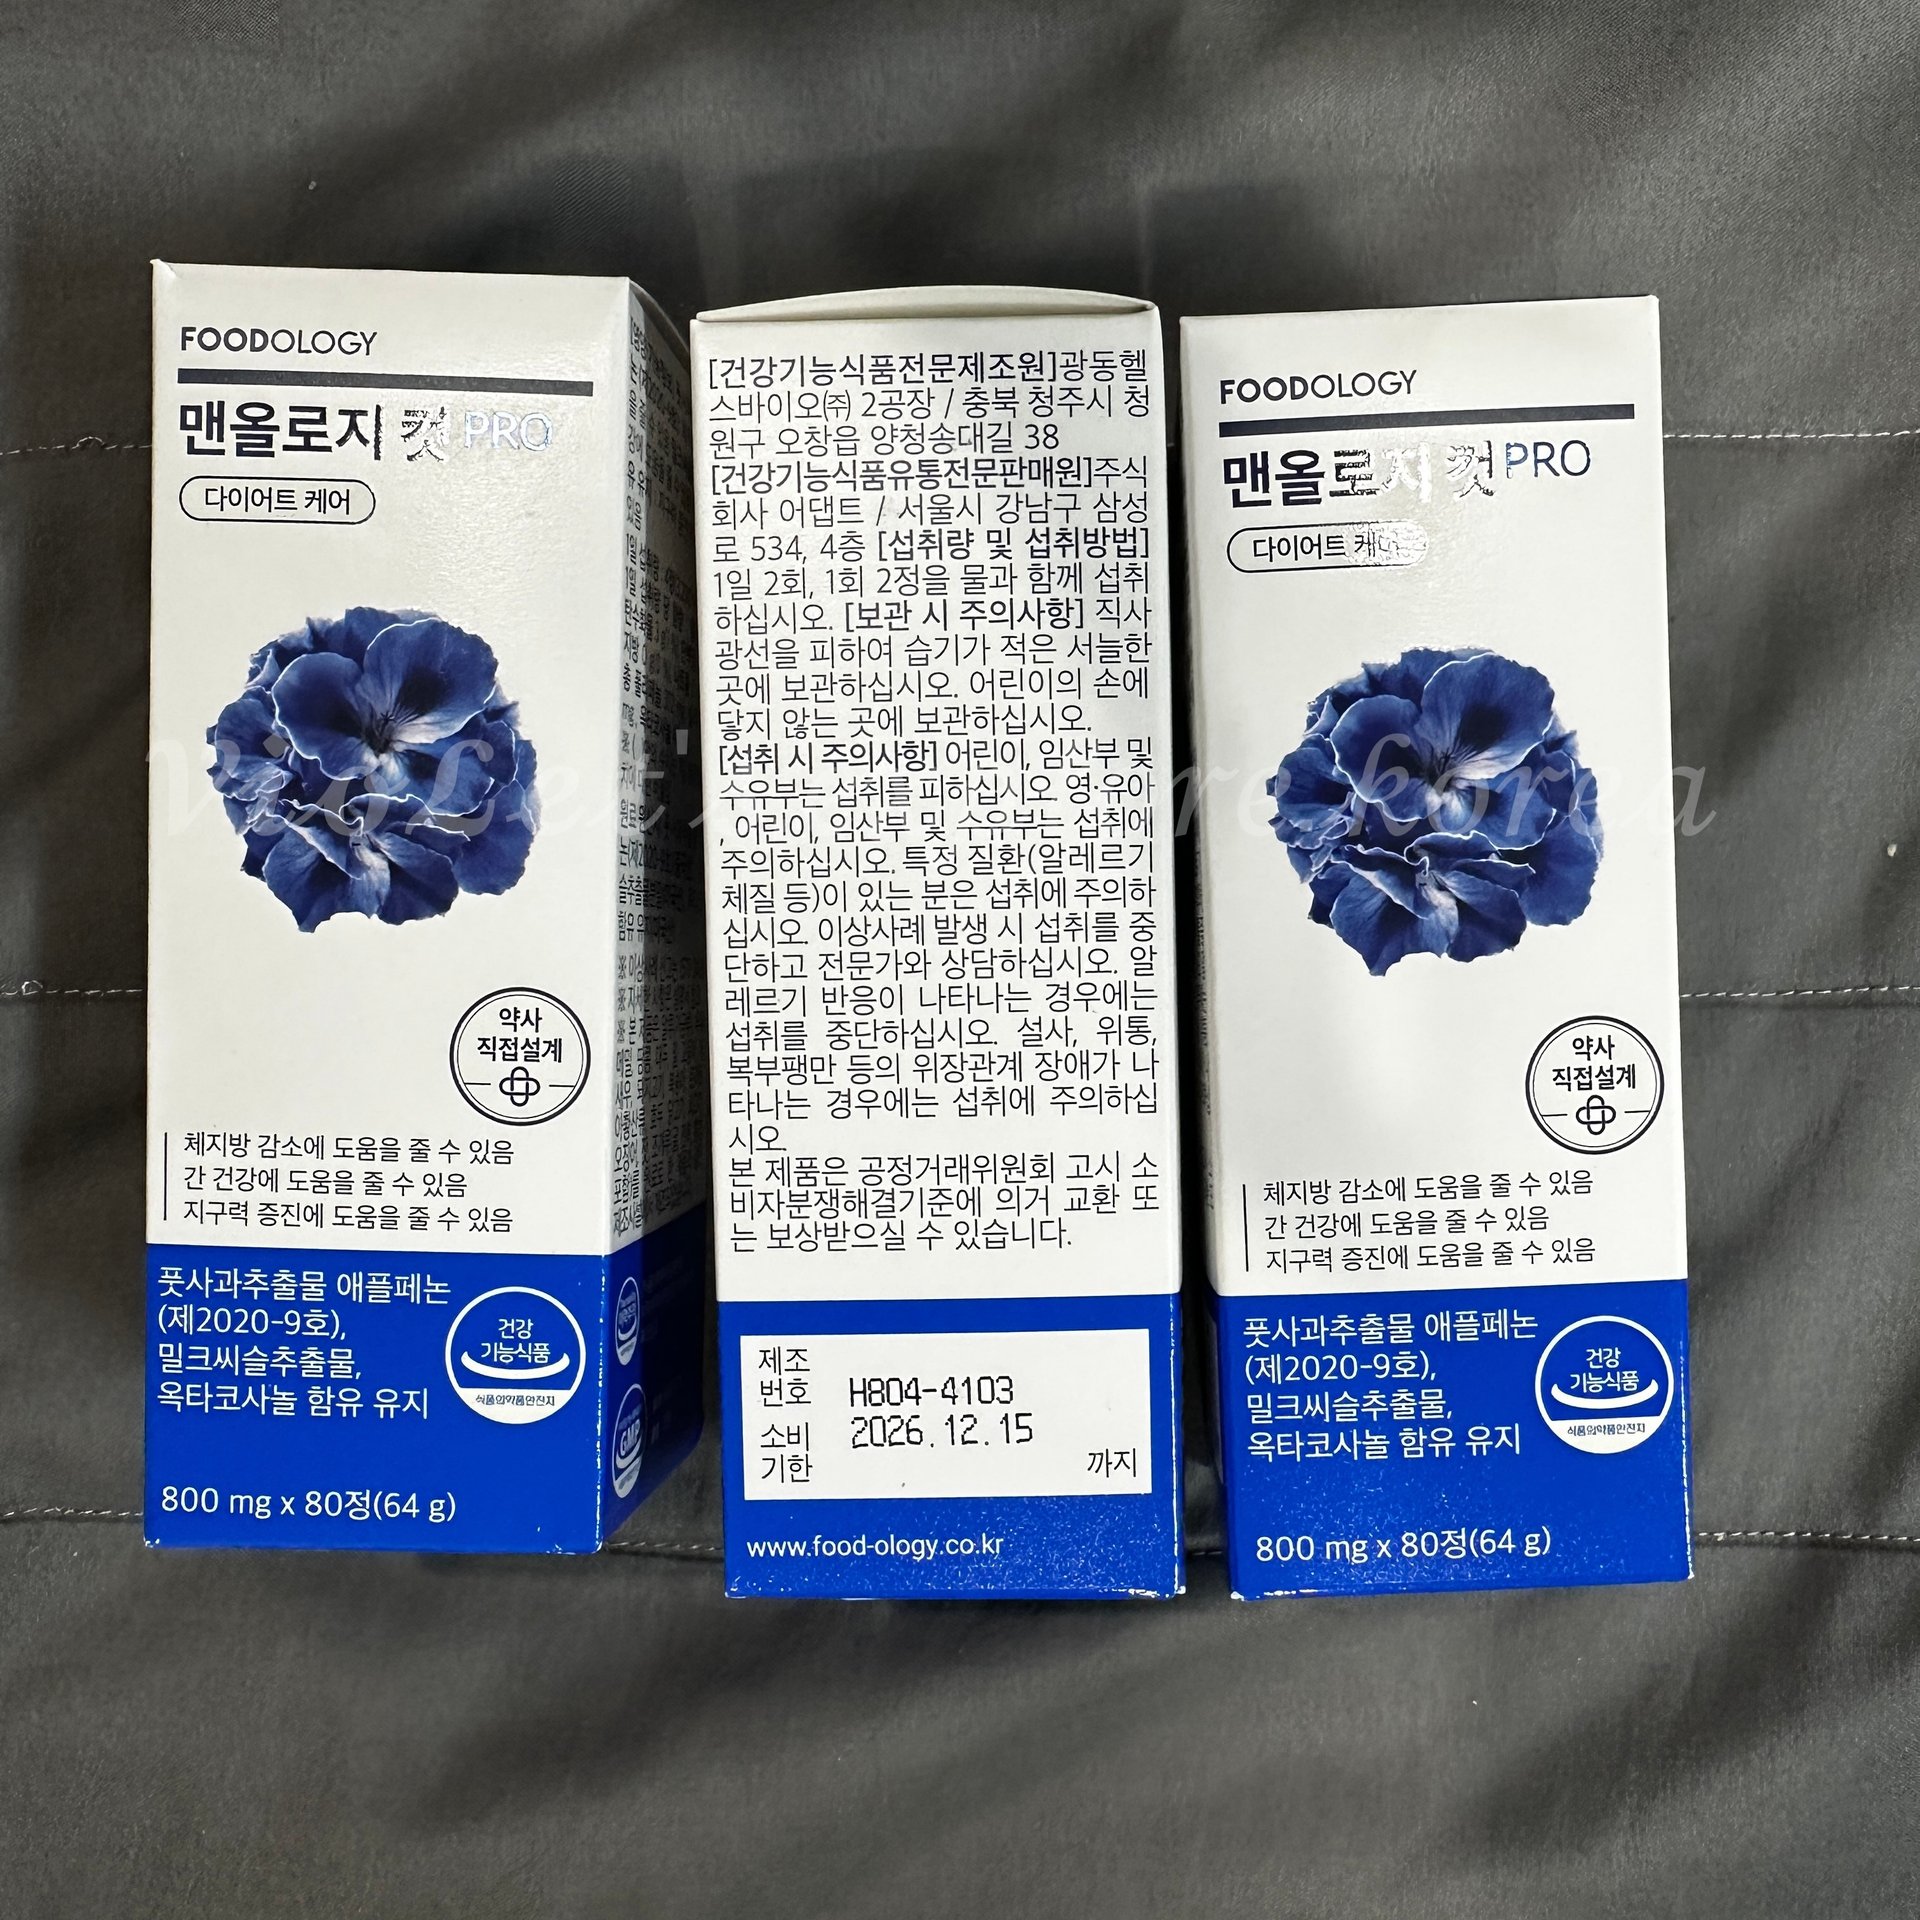 FOODOLOGY
맨올로지 컷 PRO
다이어트 케어
약사
직접설계
체지방 감소에 도움을 줄 수 있음
간 건강에 도움을 줄 수 있음
지구력 증진에 도움을 줄 수 있음
풋사과추출물 애플페논
(제2020-9호),
밀크씨슬추출물,
옥타코사놀 함유 유지
건강
기능식품
식품의약품안전처
800 mg x 80정(64 g)
GMP
[건강기능식품전문제조원]광동헬
스바이오㈜ 2공장 / 충북 청주시 청
원구 오창읍 양청송대길 38
[건강기능식품유통전문판매원]주식
회사 어댑트 / 서울시 강남구 삼성
로 534, 4층 [섭취량 및 섭취방법]
1일 2회, 1회 2정을 물과 함께 섭취
하십시오. [보관 시 주의사항] 직사
광선을 피하여 습기가 적은 서늘한
곳에 보관하십시오. 어린이의 손에
닿지 않는 곳에 보관하십시오.
[섭취 시 주의사항] 어린이, 임산부 및
수유부는 섭취를 피하십시오. 영·유아
, 어린이, 임산부 및 수유부는 섭취에
주의하십시오. 특정 질환(알레르기
체질 등)이 있는 분은 섭취에 주의하
십시오. 이상사례 발생 시 섭취를 중
단하고 전문가와 상담하십시오. 알
레르기 반응이 나타나는 경우에는
섭취를 중단하십시오. 설사, 위통,
복부팽만 등의 위장관계 장애가 나
타나는 경우에는 섭취에 주의하십
시오.
본 제품은 공정거래위원회 고시 소
비자분쟁해결기준에 의거 교환 또
는 보상받으실 수 있습니다.
제조
번호 H804-4103
소비
기한 2026.12.15 까지
www.food-ology.co.kr
FOODOLOGY
맨올로지 컷 PRO
다이어트 케어
약사
직접설계
체지방 감소에 도움을 줄 수 있음
간 건강에 도움을 줄 수 있음
지구력 증진에 도움을 줄 수 있음
풋사과추출물 애플페논
(제2020-9호),
밀크씨슬추출물,
옥타코사놀 함유 유지
건강
기능식품
식품의약품안전처
800 mg x 80정(64 g)